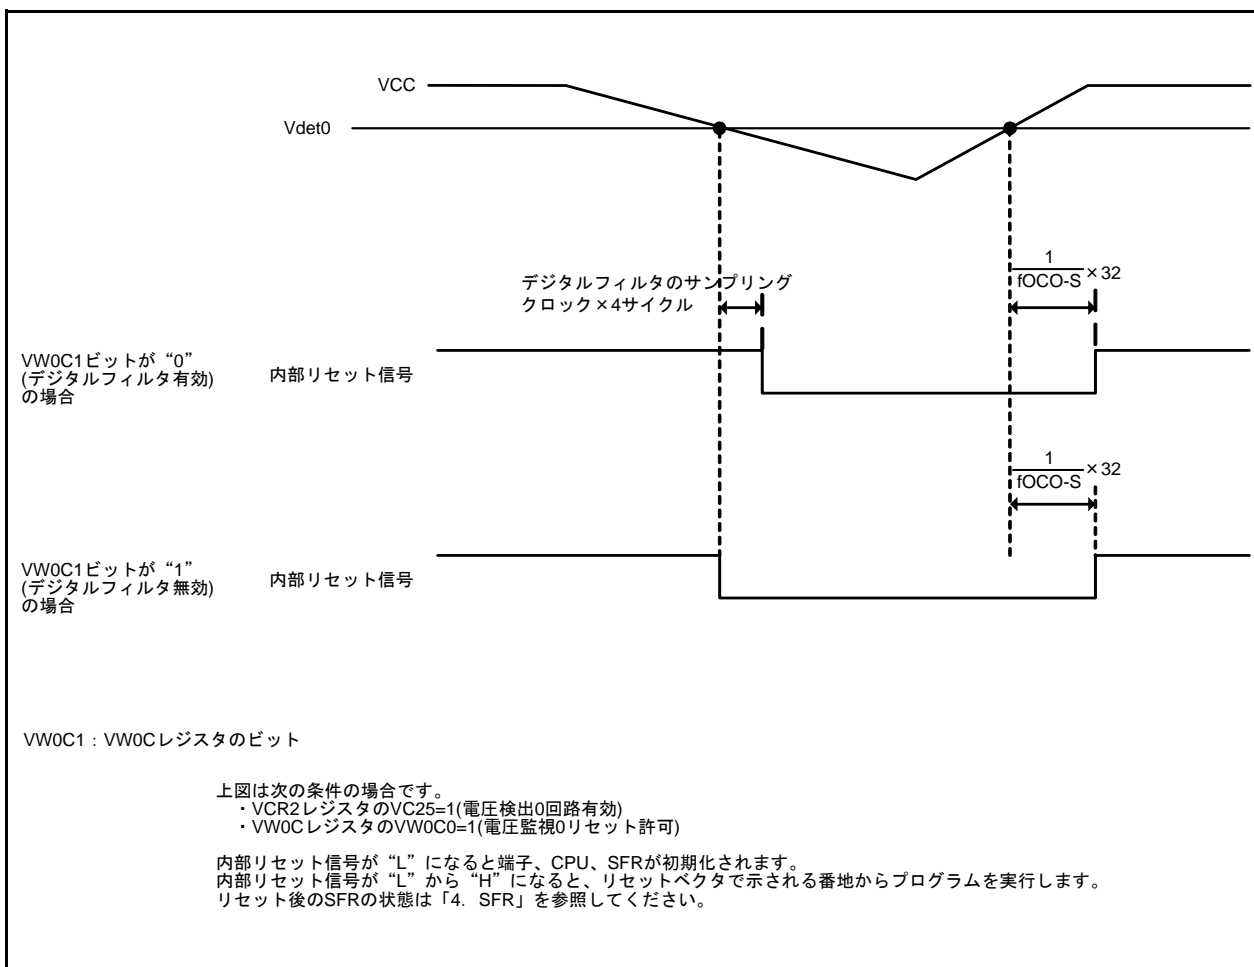 VCC
Vdet0
デジタルフィルタのサンプリング
クロック×4サイクル
1
fOCO-S
×32
VW0C1ビットが“0”
(デジタルフィルタ有効)
の場合
内部リセット信号
1
fOCO-S
×32
VW0C1ビットが“1”
(デジタルフィルタ無効)
の場合
内部リセット信号
VW0C1：VW0Cレジスタのビット
上図は次の条件の場合です。
・VCR2レジスタのVC25=1(電圧検出0回路有効)
・VW0CレジスタのVW0C0=1(電圧監視0リセット許可)
内部リセット信号が“L”になると端子、CPU、SFRが初期化されます。
内部リセット信号が“L”から“H”になると、リセットベクタで示される番地からプログラムを実行します。
リセット後のSFRの状態は「4. SFR」を参照してください。